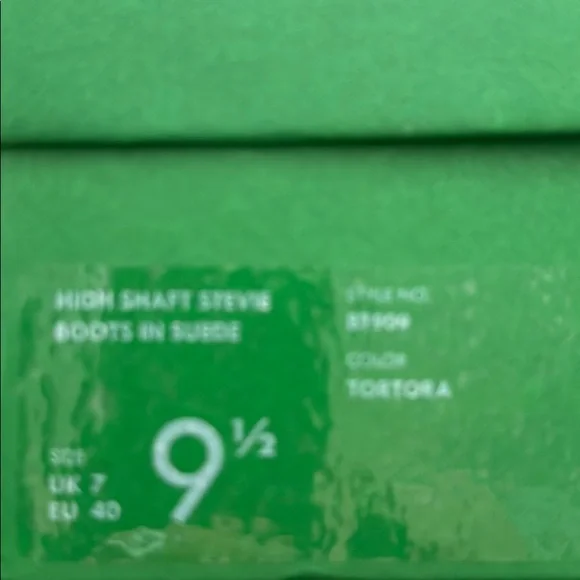 HIGH SHAFT STEVIE
BOOTS IN SUEDE
STYLE NO.
COLOR
TORTORA
SIZE
UK 7
EU 40
9 ½